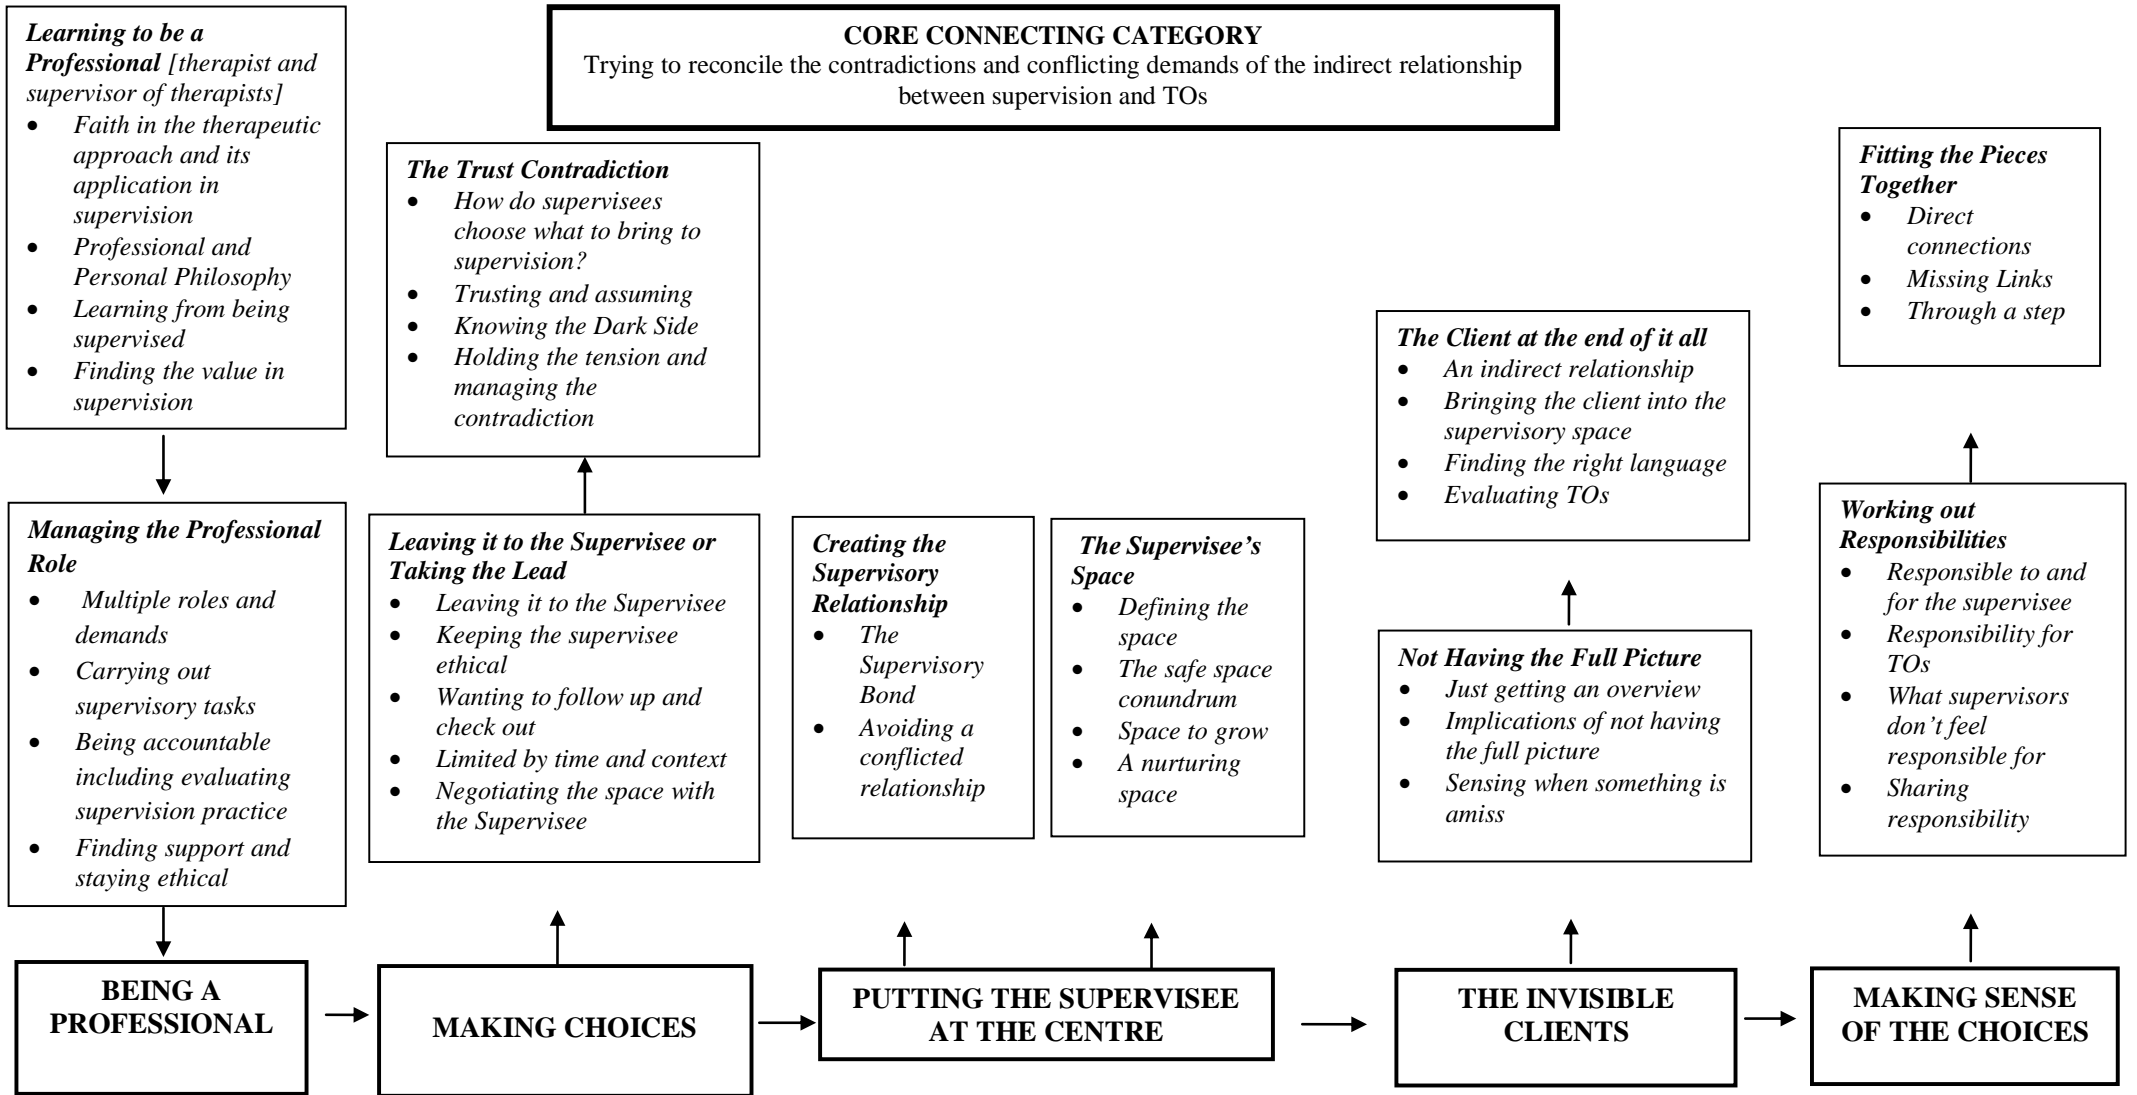 CORE CONNECTING CATEGORY
Trying to reconcile the contradictions and conflicting demands of the indirect relationship
between supervision and TOs
Learning to be a
Professional [therapist and
supervisor of therapists]
• Faith in the therapeutic
approach and its
application in
supervision
• Professional and
Personal Philosophy
• Learning from being
supervised
• Finding the value in
supervision
Managing the Professional
Role
• Multiple roles and
demands
• Carrying out
supervisory tasks
• Being accountable
including evaluating
supervision practice
• Finding support and
staying ethical
BEING A
PROFESSIONAL
The Trust Contradiction
• How do supervisees
choose what to bring to
supervision?
• Trusting and assuming
• Knowing the Dark Side
• Holding the tension and
managing the
contradiction
Leaving it to the Supervisee or
Taking the Lead
• Leaving it to the Supervisee
• Keeping the supervisee
ethical
• Wanting to follow up and
check out
• Limited by time and context
• Negotiating the space with
the Supervisee
MAKING CHOICES
Creating the
Supervisory
Relationship
• The
Supervisory
Bond
• Avoiding a
conflicted
relationship
The Supervisee’s
Space
• Defining the
space
• The safe space
conundrum
• Space to grow
• A nurturing
space
PUTTING THE SUPERVISEE
AT THE CENTRE
The Client at the end of it all
• An indirect relationship
• Bringing the client into the
supervisory space
• Finding the right language
• Evaluating TOs
Not Having the Full Picture
• Just getting an overview
• Implications of not having
the full picture
• Sensing when something is
amiss
THE INVISIBLE
CLIENTS
Fitting the Pieces
Together
• Direct
connections
• Missing Links
• Through a step
Working out
Responsibilities
• Responsible to and
for the supervisee
• Responsibility for
TOs
• What supervisors
don’t feel
responsible for
• Sharing
responsibility
MAKING SENSE
OF THE CHOICES